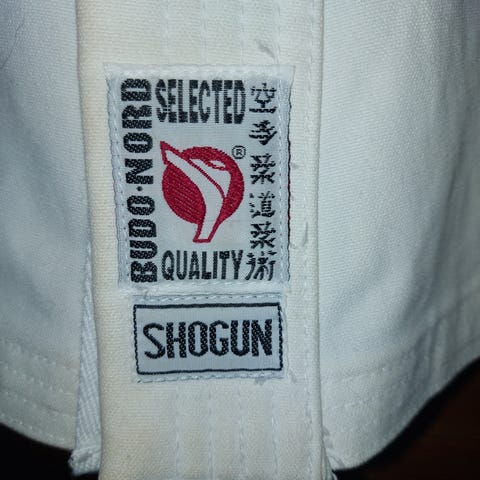 BUDO·NORD
SELECTED
®
QUALITY
空手柔道柔術
SHOGUN